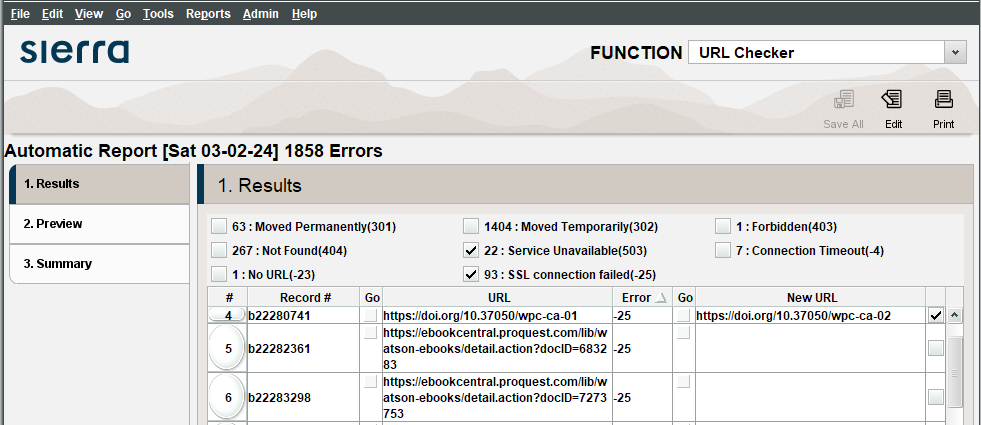 File Edit View Go Tools Reports Admin Help
sierra
FUNCTION URL Checker
Save All Edit Print
Automatic Report [Sat 03-02-24] 1858 Errors
1. Results
2. Preview
3. Summary
1. Results
63 : Moved Permanently(301) 1404 : Moved Temporarily(302) 1 : Forbidden(403)
267 : Not Found(404) 22 : Service Unavailable(503) 7 : Connection Timeout(-4)
1 : No URL(-23) 93 : SSL connection failed(-25)
# Record # Go URL Error Go New URL
4 b22280741 https://doi.org/10.37050/wpc-ca-01 -25 https://doi.org/10.37050/wpc-ca-02
https://ebookcentral.proquest.com/lib/w
5 b22282361 atson-ebooks/detail.action?docID=6832 -25
83
https://ebookcentral.proquest.com/lib/w
6 b22283298 atson-ebooks/detail.action?docID=7273 -25
753